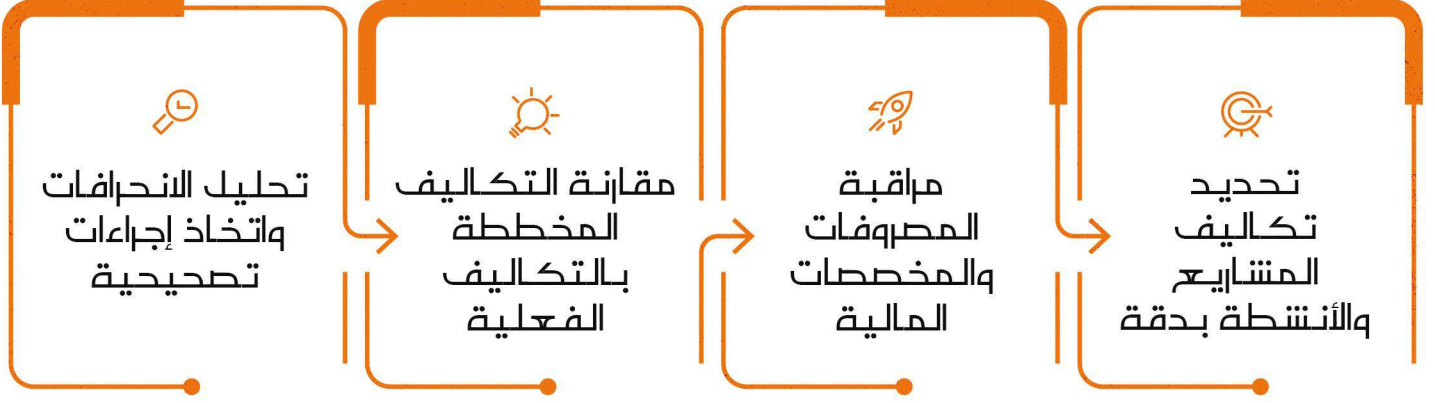 تحديد
تكاليف
المشاريع
والأنشطة بدقة
مراقبة
المصروفات
والمخصصات
المالية
مقارنة التكاليف
المخططة
بالتكاليف
الفعلية
تحليل الانحرافات
واتخاذ إجراءات
تصحيحية